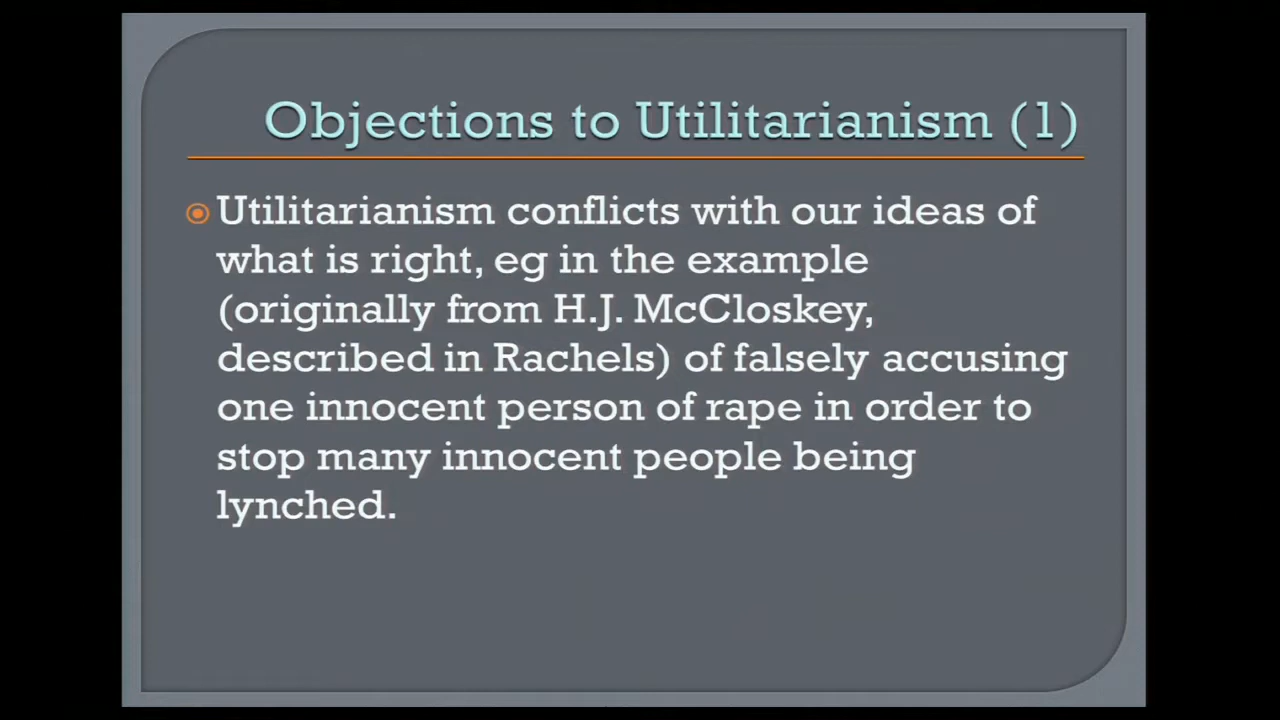 Objections to Utilitarianism (1)
Utilitarianism conflicts with our ideas of
what is right, eg in the example
(originally from H.J. McCloskey,
described in Rachels) of falsely accusing
one innocent person of rape in order to
stop many innocent people being
lynched.